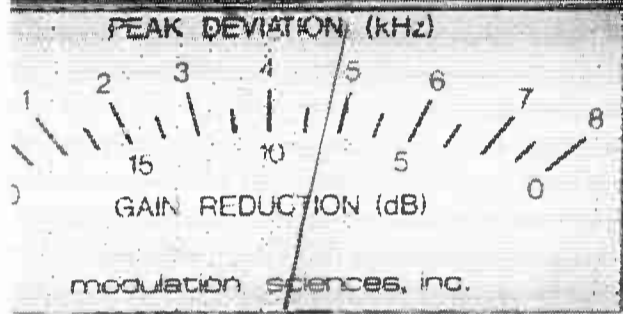 PEAK DEVIATION (kHz)
1 2 3 4 5 6 7 8
15 10 5 0
GAIN REDUCTION (dB)
modulation sciences, inc.